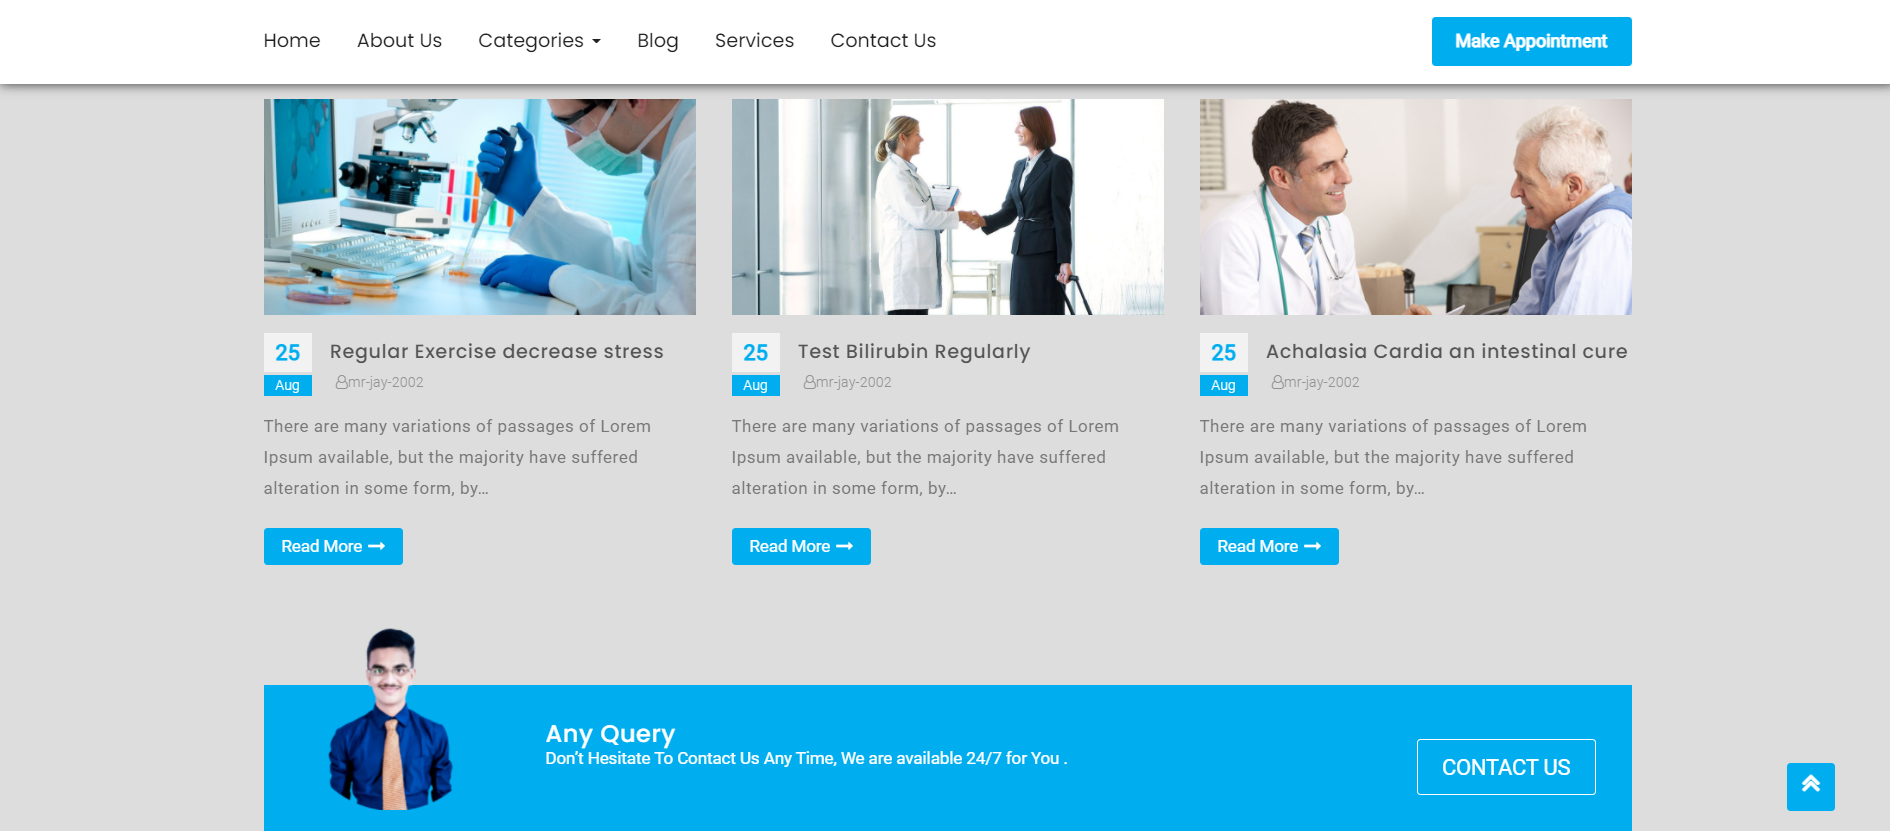 Home About Us Categories Blog Services Contact Us Make Appointment
25 Regular Exercise decrease stress
Aug mr-jay-2002
There are many variations of passages of Lorem
Ipsum available, but the majority have suffered
alteration in some form, by...
Read More
25 Test Bilirubin Regularly
Aug mr-jay-2002
There are many variations of passages of Lorem
Ipsum available, but the majority have suffered
alteration in some form, by...
Read More
25 Achalasia Cardia an intestinal cure
Aug mr-jay-2002
There are many variations of passages of Lorem
Ipsum available, but the majority have suffered
alteration in some form, by...
Read More
Any Query
Don't Hesitate To Contact Us Any Time, We are available 24/7 for You .
CONTACT US